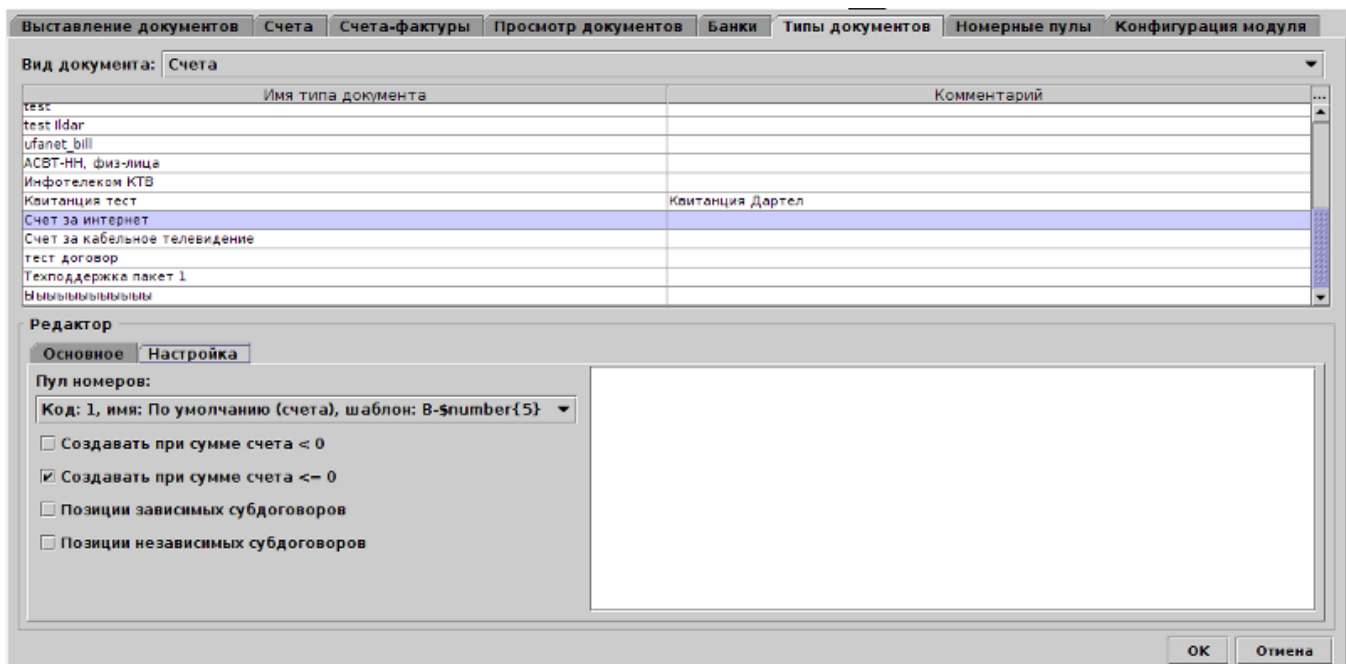 Выставление документов Счета Счета-фактуры Просмотр документов Банки Типы документов Номерные пулы Конфигурация модуля
Вид документа: Счета
Имя типа документа Комментарий ...
test
test Ildar
ufanet_bill
АСВТ-НН, физ-лица
Инфотелеком КТВ
Квитанция тест Квитанция Дартел
Счет за интернет
Счет за кабельное телевидение
тест договор
Техподдержка пакет 1
Редактор
Основное Настройка
Пул номеров:
Код: 1, имя: По умолчанию (счета), шаблон: B-$number{5}
Создавать при сумме счета < 0
Создавать при сумме счета <= 0
Позиции зависимых субдоговоров
Позиции независимых субдоговоров
OK Отмена